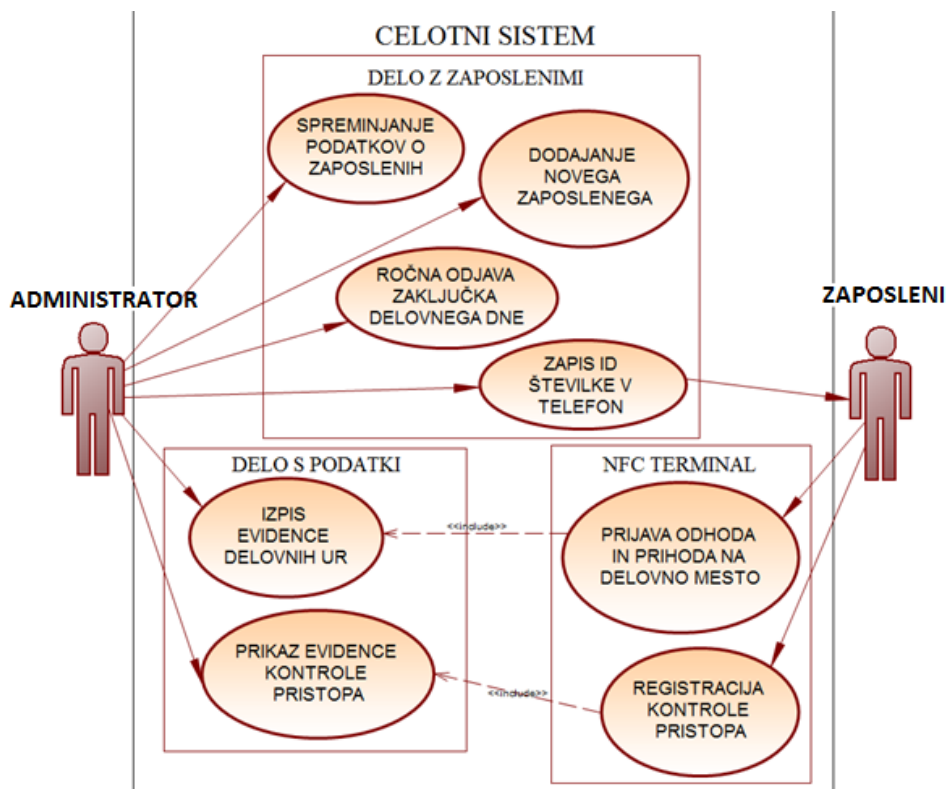 CELOTNI SISTEM
DELO Z ZAPOSLENIMI
SPREMINJANJE
PODATKOV O
ZAPOSLENIH
DODAJANJE
NOVEGA
ZAPOSLENEGA
ROČNA ODJAVA
ZAKLJUČKA
DELOVNEGA DNE
ADMINISTRATOR
ZAPOSLENI
ZAPIS ID
ŠTEVILKE V
TELEFON
DELO S PODATKI
NFC TERMINAL
IZPIS
EVIDENCE
DELOVNIH UR
<<include>>
PRIJAVA ODHODA
IN PRIHODA NA
DELOVNO MESTO
PRIKAZ EVIDENCE
KONTROLE
PRISTOPA
<<include>>
REGISTRACIJA
KONTROLE
PRISTOPA